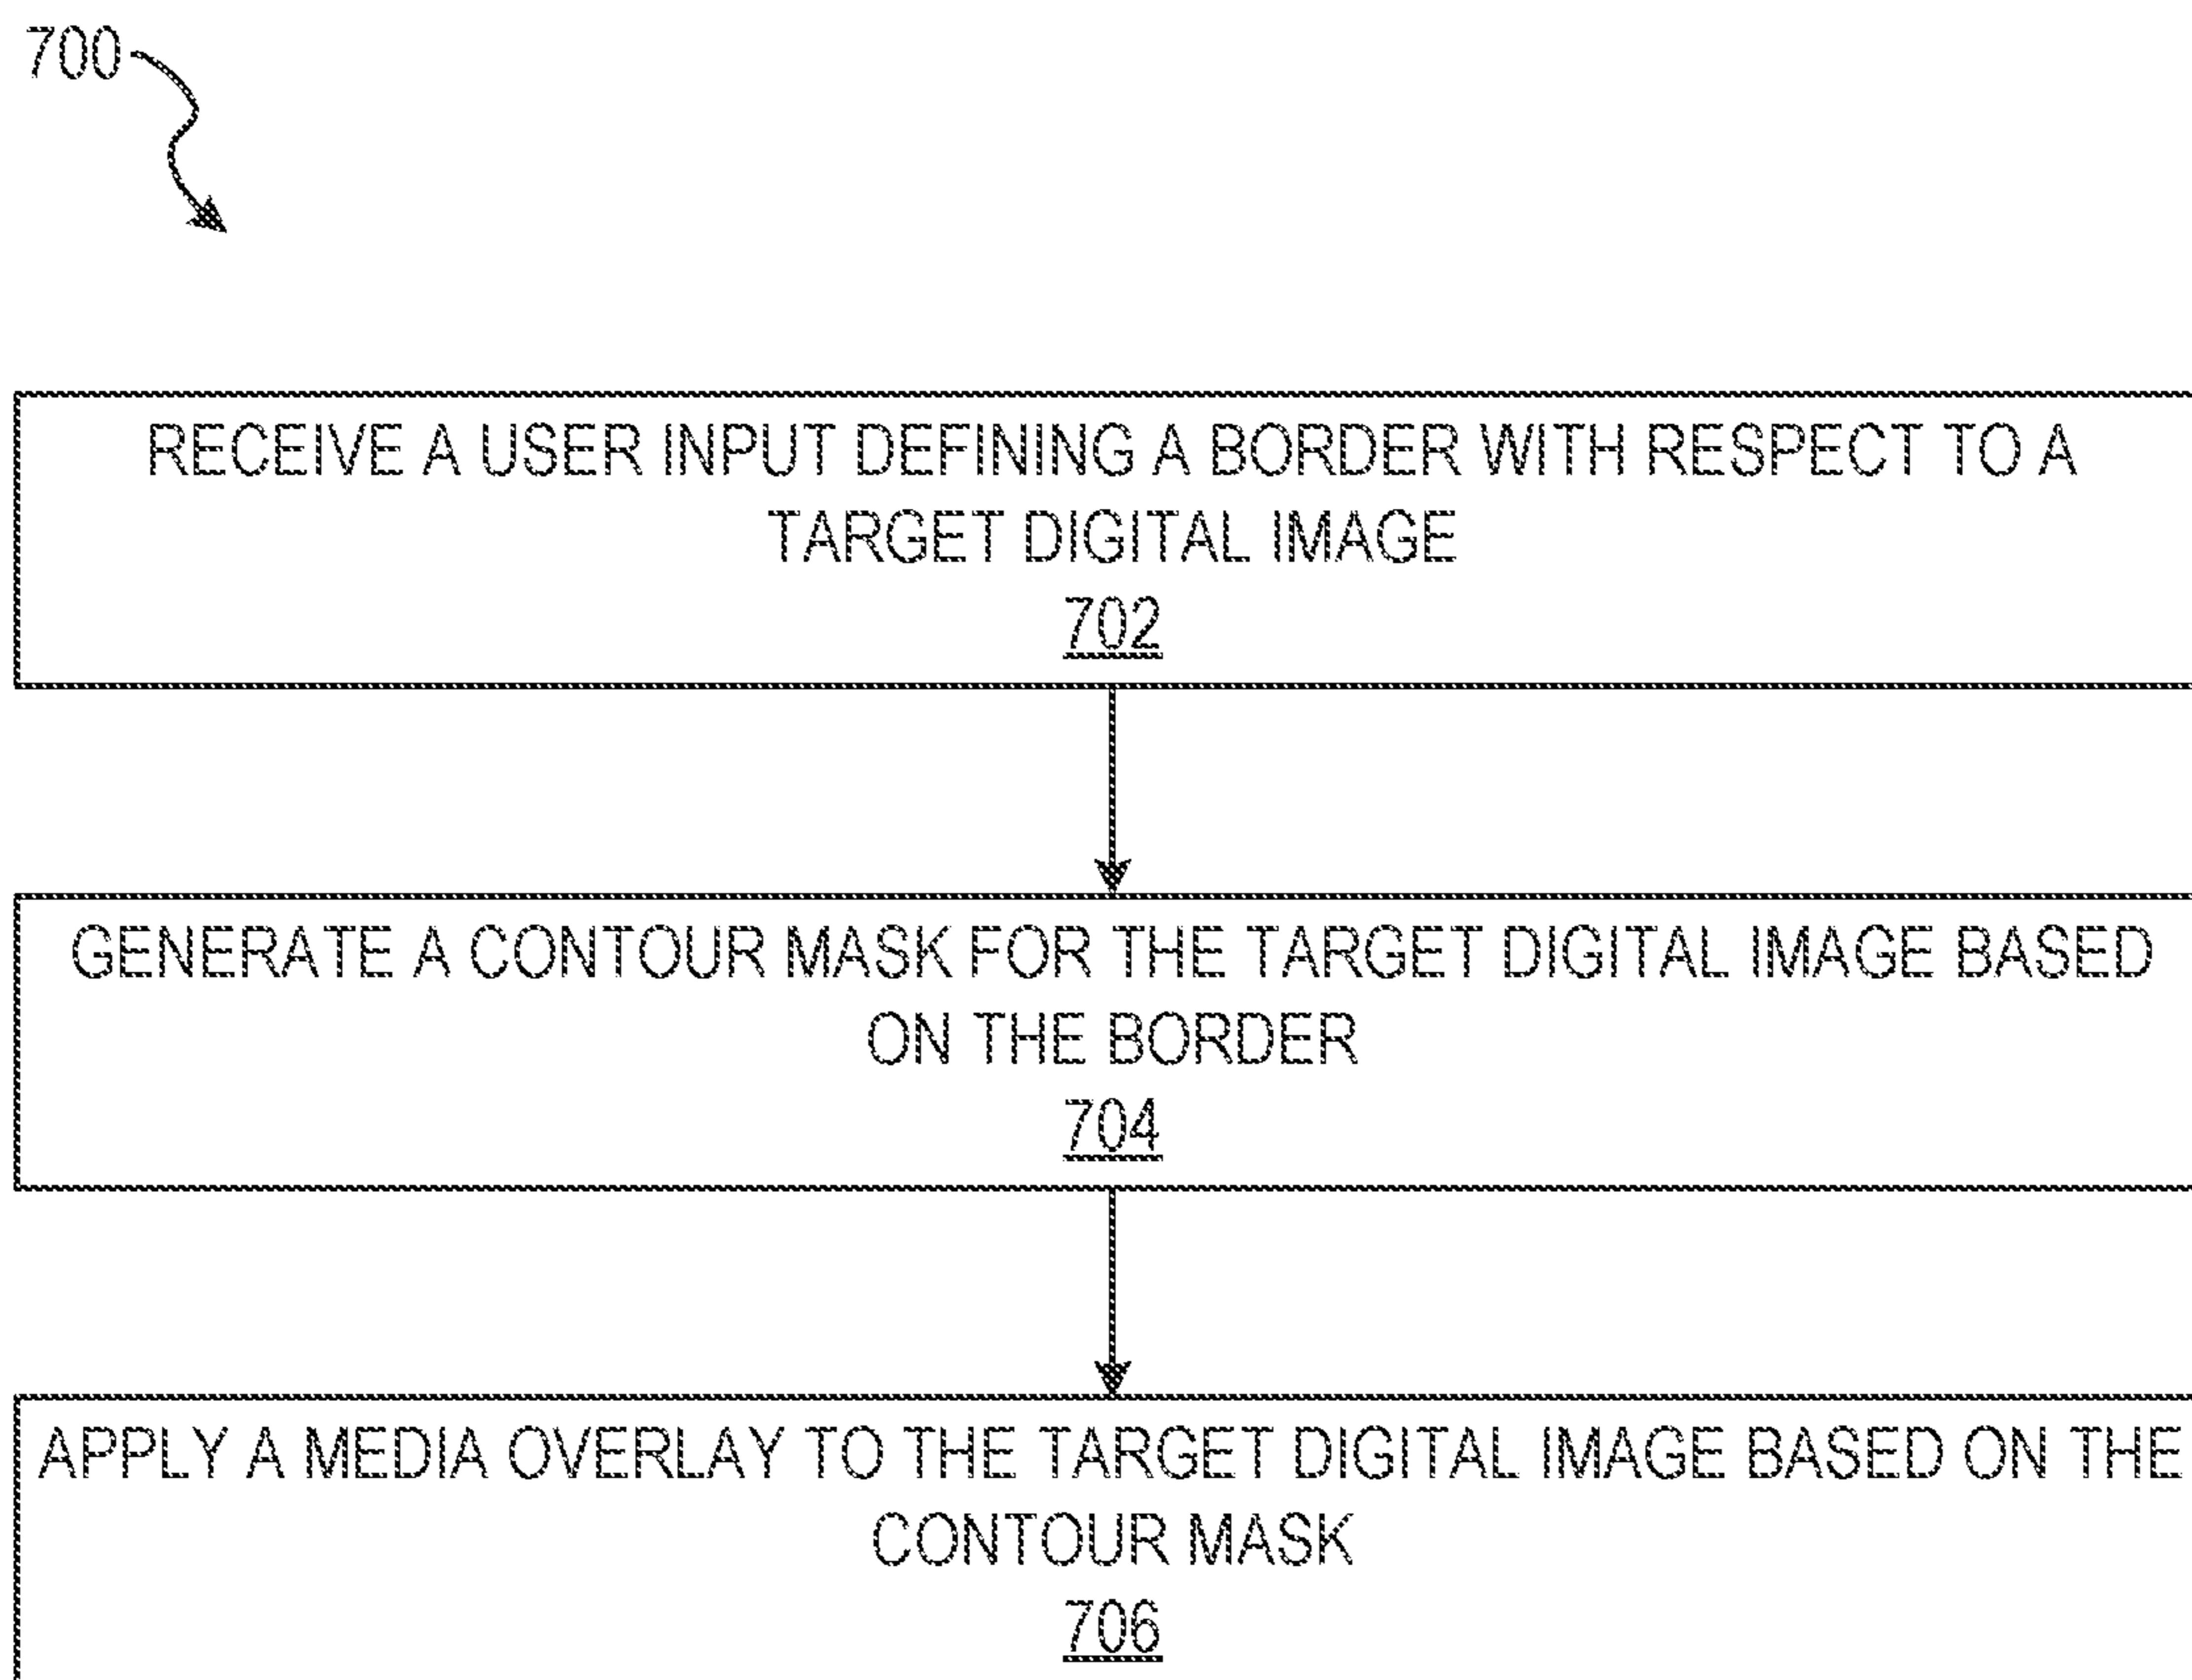 700
RECEIVE A USER INPUT DEFINING A BORDER WITH RESPECT TO A
TARGET DIGITAL IMAGE
702
GENERATE A CONTOUR MASK FOR THE TARGET DIGITAL IMAGE BASED
ON THE BORDER
704
APPLY A MEDIA OVERLAY TO THE TARGET DIGITAL IMAGE BASED ON THE
CONTOUR MASK
706